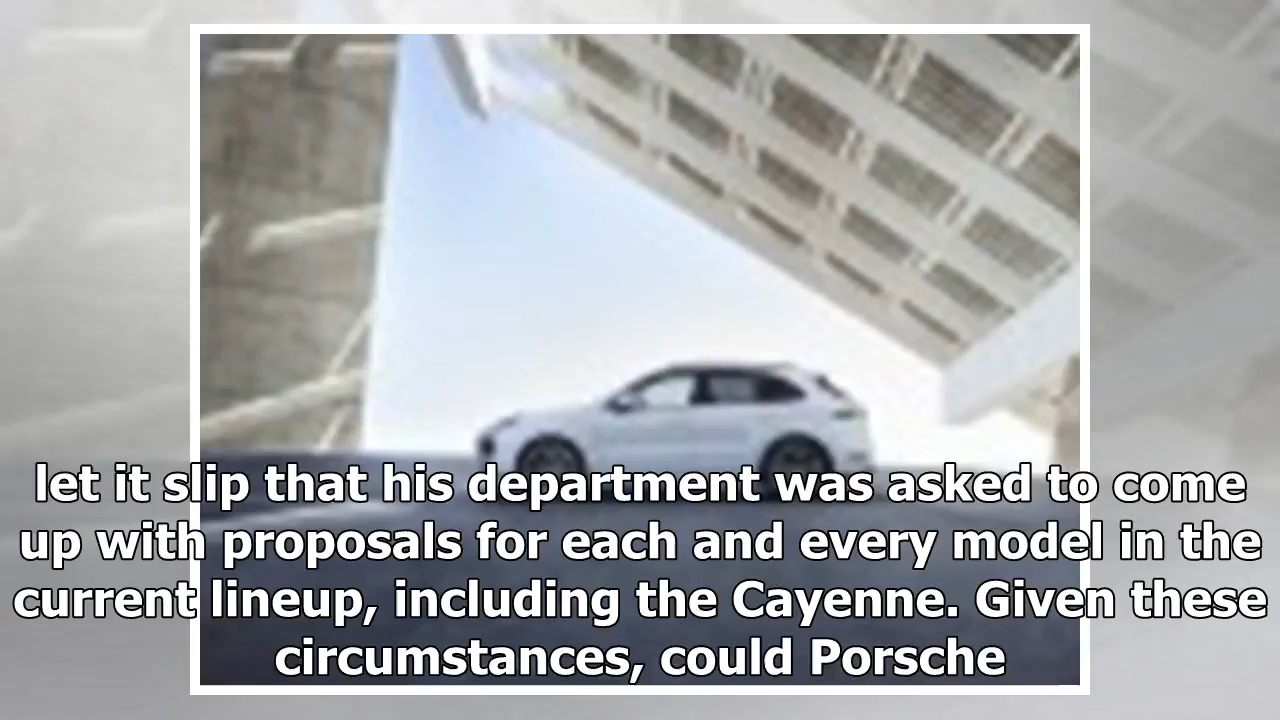 let it slip that his department was asked to come
up with proposals for each and every model in the
current lineup, including the Cayenne. Given these
circumstances, could Porsche